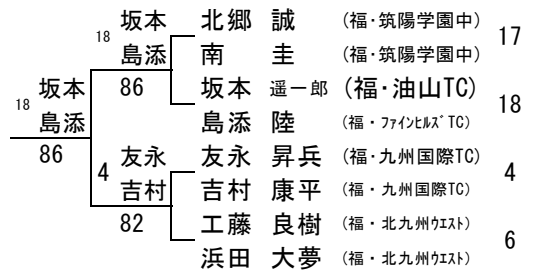 坂本 北郷 誠 (福・筑陽学園中) 17
18 島添 南 圭 (福・筑陽学園中)
坂本 86 坂本 遥一郎 (福・油山TC) 18
18 島添 島添 陸 (福・ファインヒルズTC)
86 友永 友永 昇兵 (福・九州国際TC) 4
4 吉村 吉村 康平 (福・九州国際TC)
82 工藤 良樹 (福・北九州ウエスト) 6
浜田 大夢 (福・北九州ウエスト)